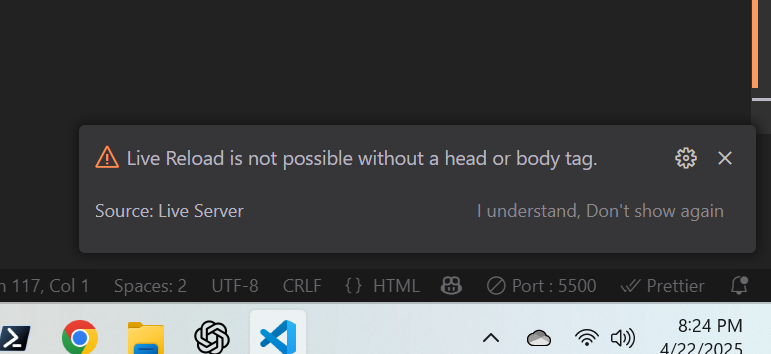 Live Reload is not possible without a head or body tag.
Source: Live Server
I understand, Don't show again
n 117, Col 1 Spaces: 2 UTF-8 CRLF {} HTML Port : 5500 Prettier
8:24 PM
4/22/2025